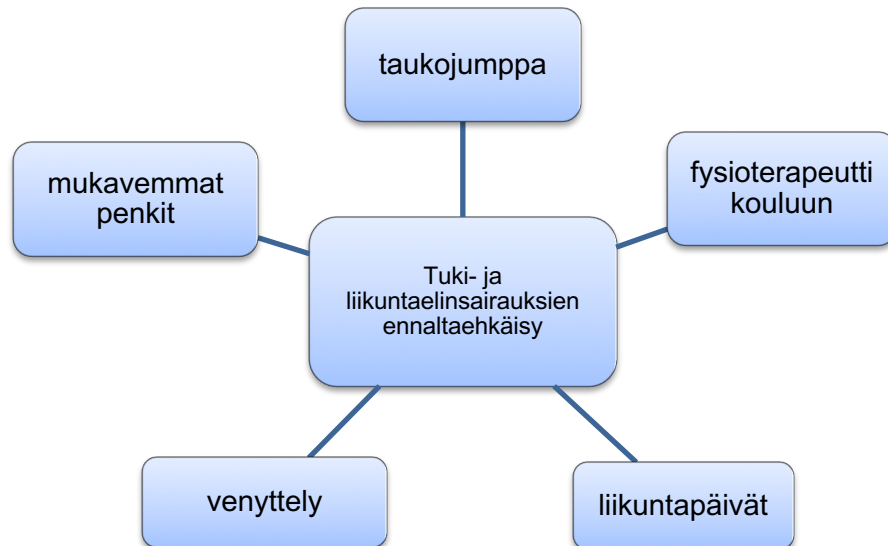 taukojumppa
mukavemmat
penkit
fysioterapeutti
kouluun
Tuki- ja
liikuntaelinsairauksien
ennaltaehkäisy
venyttely
liikuntapäivät